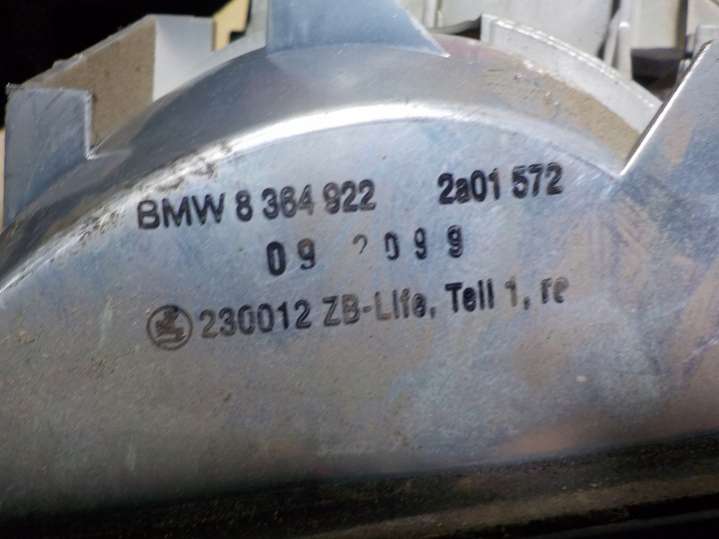 BMW 8 364 922 2a01 572
09 2099
230012 ZB-Life, Teil 1, re